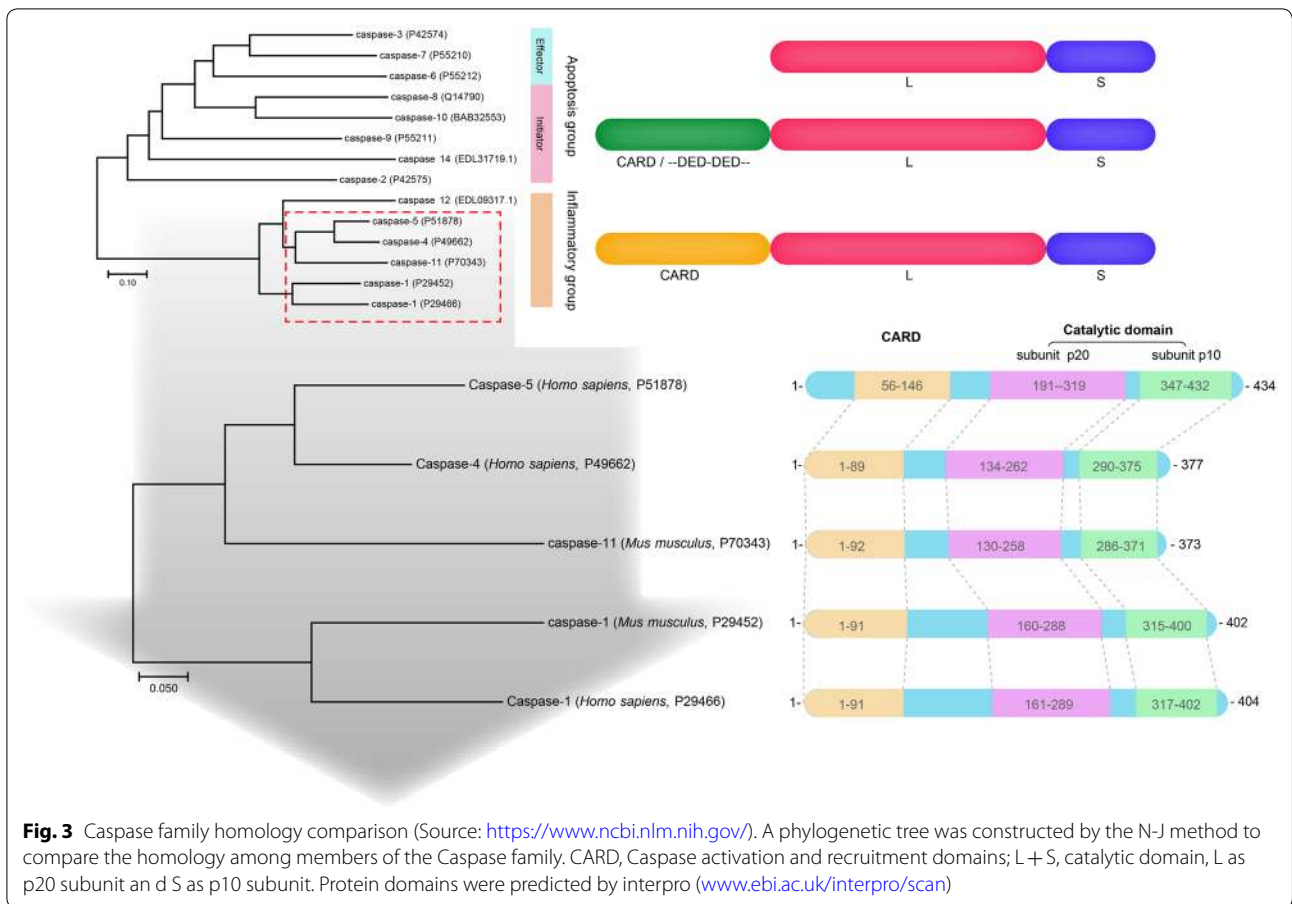 caspase-3 (P42574)
caspase-7 (P55210)
caspase-6 (P55212)
caspase-8 (Q14790)
caspase-10 (BAB32553)
caspase-9 (P55211)
caspase 14 (EDL31719.1)
caspase-2 (P42575)
caspase 12 (EDL09317.1)
caspase-5 (P51878)
caspase-4 (P49662)
caspase-11 (P70343)
caspase-1 (P29452)
caspase-1 (P29466)
0.10
Effector
Initiator
Apoptosis group
Inflammatory group
L S
CARD / --DED-DED-- L S
CARD L S
CARD Catalytic domain
subunit p20 subunit p10
Caspase-5 (Homo sapiens, P51878) 1- 56-146 191--319 347-432 - 434
Caspase-4 (Homo sapiens, P49662) 1- 1-89 134-262 290-375 - 377
caspase-11 (Mus musculus, P70343) 1- 1-92 130-258 286-371 - 373
caspase-1 (Mus musculus, P29452) 1- 1-91 160-288 315-400 - 402
0.050
Caspase-1 (Homo sapiens, P29466) 1- 1-91 161-289 317-402 - 404
Fig. 3 Caspase family homology comparison (Source: https://www.ncbi.nlm.nih.gov/). A phylogenetic tree was constructed by the N-J method to
compare the homology among members of the Caspase family. CARD, Caspase activation and recruitment domains; L + S, catalytic domain, L as
p20 subunit an d S as p10 subunit. Protein domains were predicted by interpro (www.ebi.ac.uk/interpro/scan)